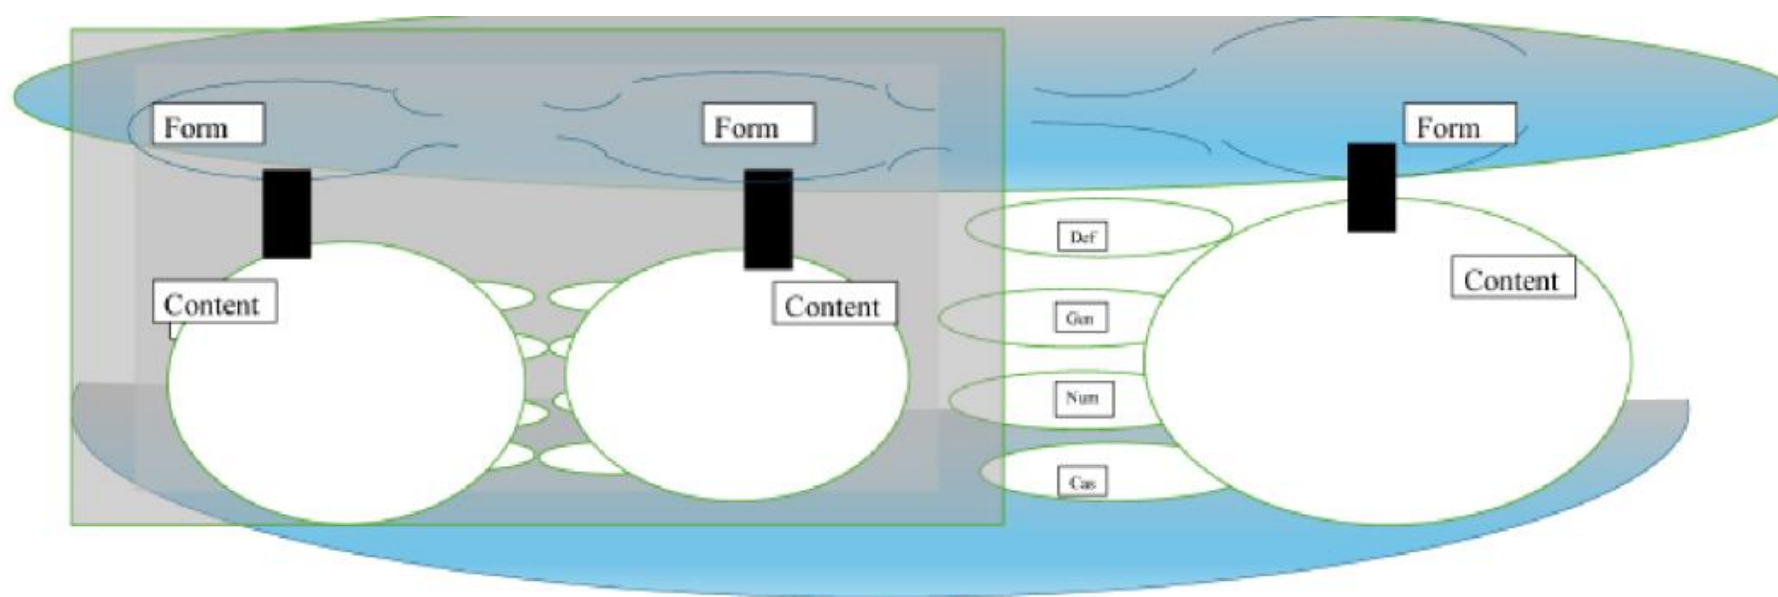 Form
Form
Form
Def
Content
Content
Content
Gen
Num
Cas